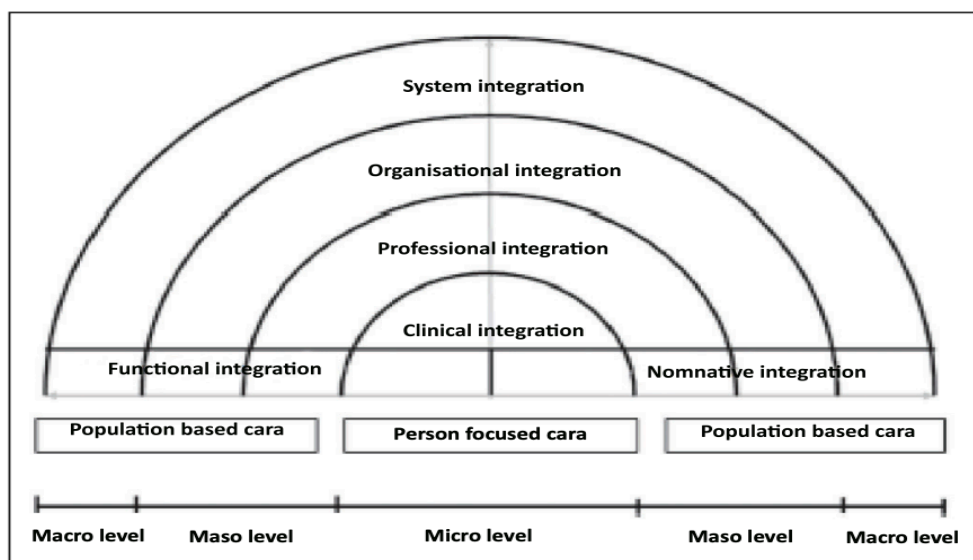 System integration
Organisational integration
Professional integration
Clinical integration
Functional integration
Nomnative integration
Population based cara
Person focused cara
Population based cara
Macro level
Maso level
Micro level
Maso level
Macro level